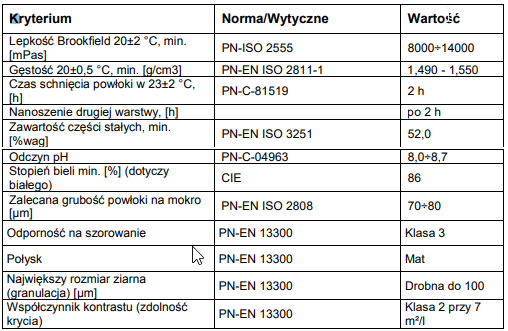 Kryterium Norma/Wytyczne Wartość
Lepkość Brookfield 20±2 °C, min.
[mPas] PN-ISO 2555 8000÷14000
Gęstość 20±0,5 °C, min. [g/cm3] PN-EN ISO 2811-1 1,490 - 1,550
Czas schnięcia powłoki w 23±2 °C,
[h] PN-C-81519 2 h
Nanoszenie drugiej warstwy, [h] po 2 h
Zawartość części stałych, min.
[%wag] PN-EN ISO 3251 52,0
Odczyn pH PN-C-04963 8,0÷8,7
Stopień bieli min. [%] (dotyczy
białego) CIE 86
Zalecana grubość powłoki na mokro
[µm] PN-EN ISO 2808 70÷80
Odporność na szorowanie PN-EN 13300 Klasa 3
Połysk PN-EN 13300 Mat
Największy rozmiar ziarna
(granulacja) [µm] PN-EN 13300 Drobna do 100
Współczynnik kontrastu (zdolność
krycia) PN-EN 13300 Klasa 2 przy 7
m²/l